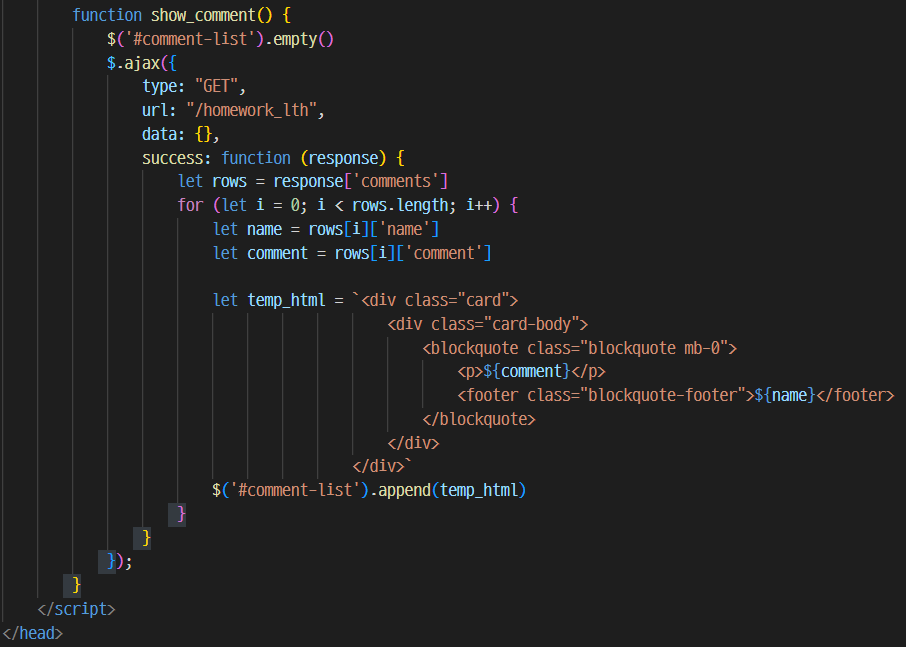 function show_comment() {
$('#comment-list').empty()
$.ajax({
type: "GET",
url: "/homework_lth",
data: {},
success: function (response) {
let rows = response['comments']
for (let i = 0; i < rows.length; i++) {
let name = rows[i]['name']
let comment = rows[i]['comment']
let temp_html = `<div class="card">
<div class="card-body">
<blockquote class="blockquote mb-0">
<p>${comment}</p>
<footer class="blockquote-footer">${name}</footer>
</blockquote>
</div>
</div>`
$('#comment-list').append(temp_html)
}
}
});
}
</script>
</head>